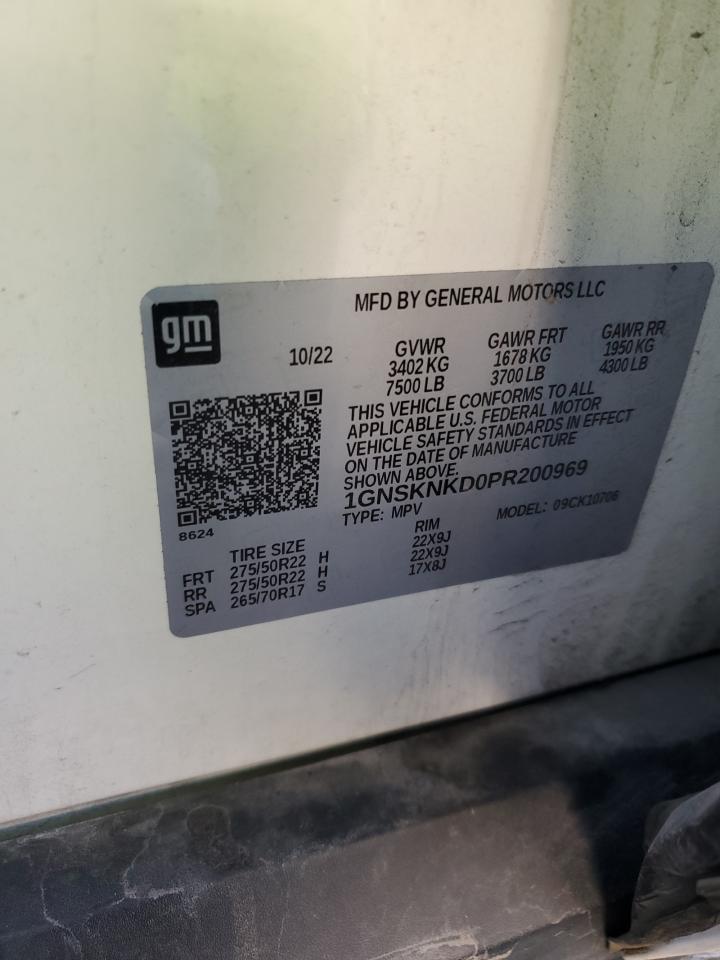 gm
MFD BY GENERAL MOTORS LLC
10/22 GVWR GAWR FRT GAWR RR
3402 KG 1678 KG 1950 KG
7500 LB 3700 LB 4300 LB
THIS VEHICLE CONFORMS TO ALL
APPLICABLE U.S. FEDERAL MOTOR
VEHICLE SAFETY STANDARDS IN EFFECT
ON THE DATE OF MANUFACTURE
SHOWN ABOVE.
1GNSKNKD0PR200969
TYPE: MPV MODEL: 09CK10706
8624
TIRE SIZE RIM
FRT 275/50R22 H 22X9J
RR 275/50R22 H 22X9J
SPA 265/70R17 S 17X8J